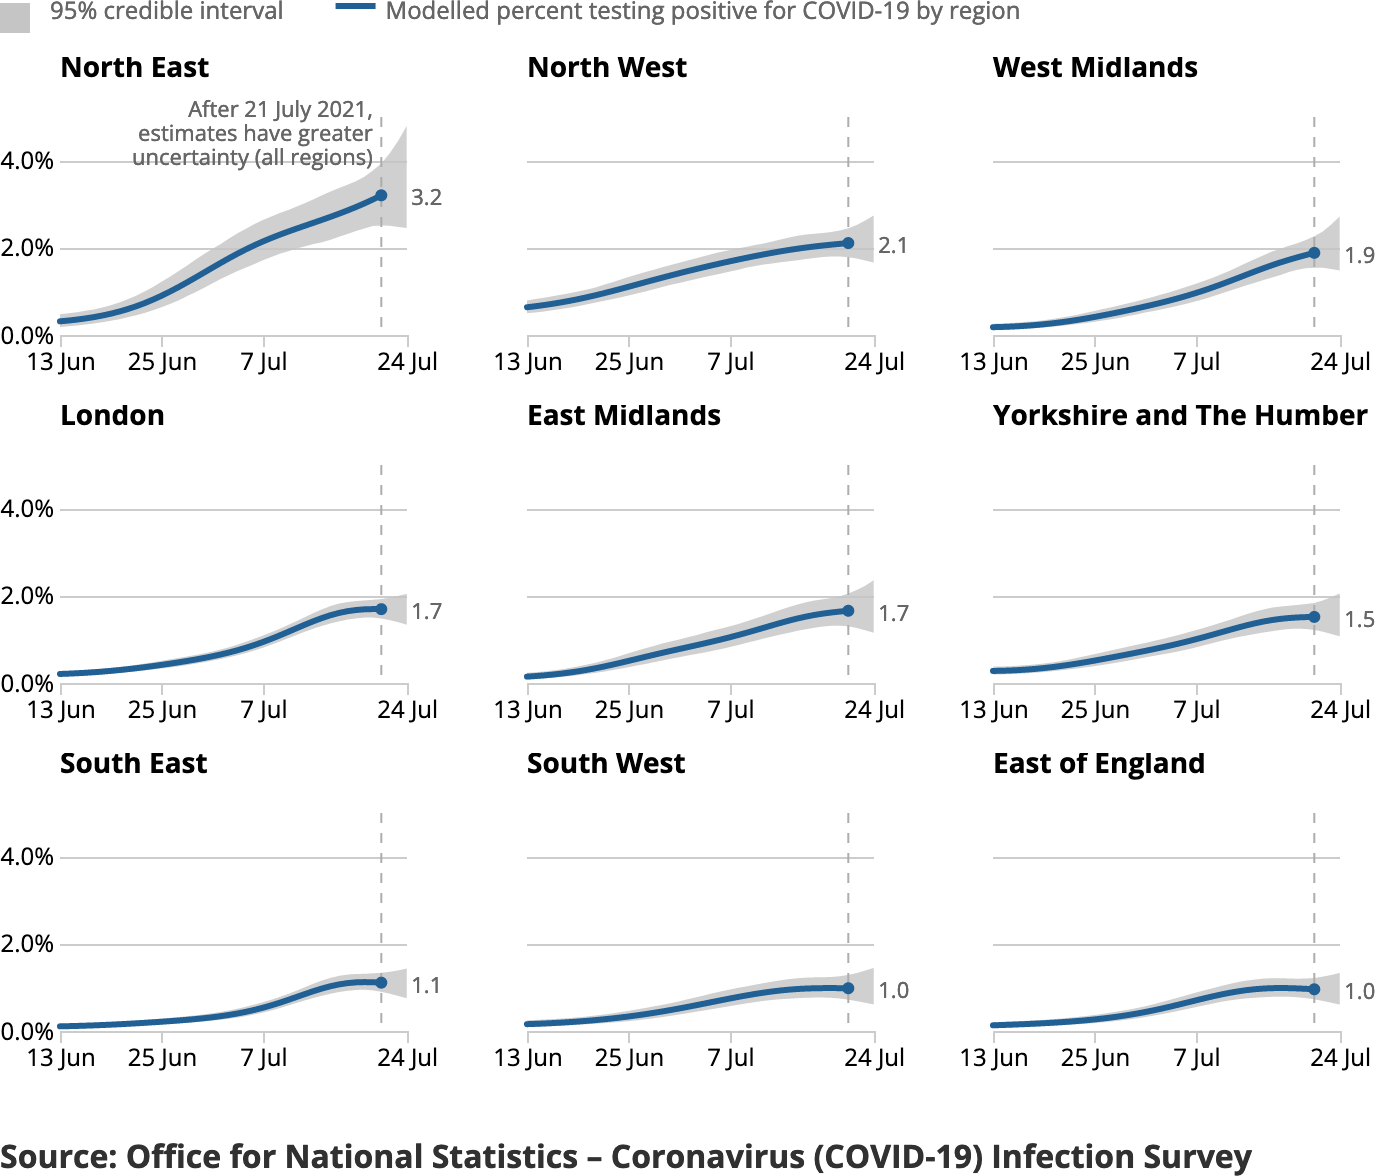 95% credible interval
Modelled percent testing positive for COVID-19 by region
North East
After 21 July 2021,
estimates have greater
uncertainty (all regions)
4.0%
2.0%
0.0%
3.2
13 Jun
25 Jun
7 Jul
24 Jul
North West
2.1
13 Jun
25 Jun
7 Jul
24 Jul
West Midlands
1.9
13 Jun
25 Jun
7 Jul
24 Jul
London
4.0%
2.0%
0.0%
1.7
13 Jun
25 Jun
7 Jul
24 Jul
East Midlands
1.7
13 Jun
25 Jun
7 Jul
24 Jul
Yorkshire and The Humber
1.5
13 Jun
25 Jun
7 Jul
24 Jul
South East
4.0%
2.0%
0.0%
1.1
13 Jun
25 Jun
7 Jul
24 Jul
South West
1.0
13 Jun
25 Jun
7 Jul
24 Jul
East of England
1.0
13 Jun
25 Jun
7 Jul
24 Jul
Source: Office for National Statistics – Coronavirus (COVID-19) Infection Survey